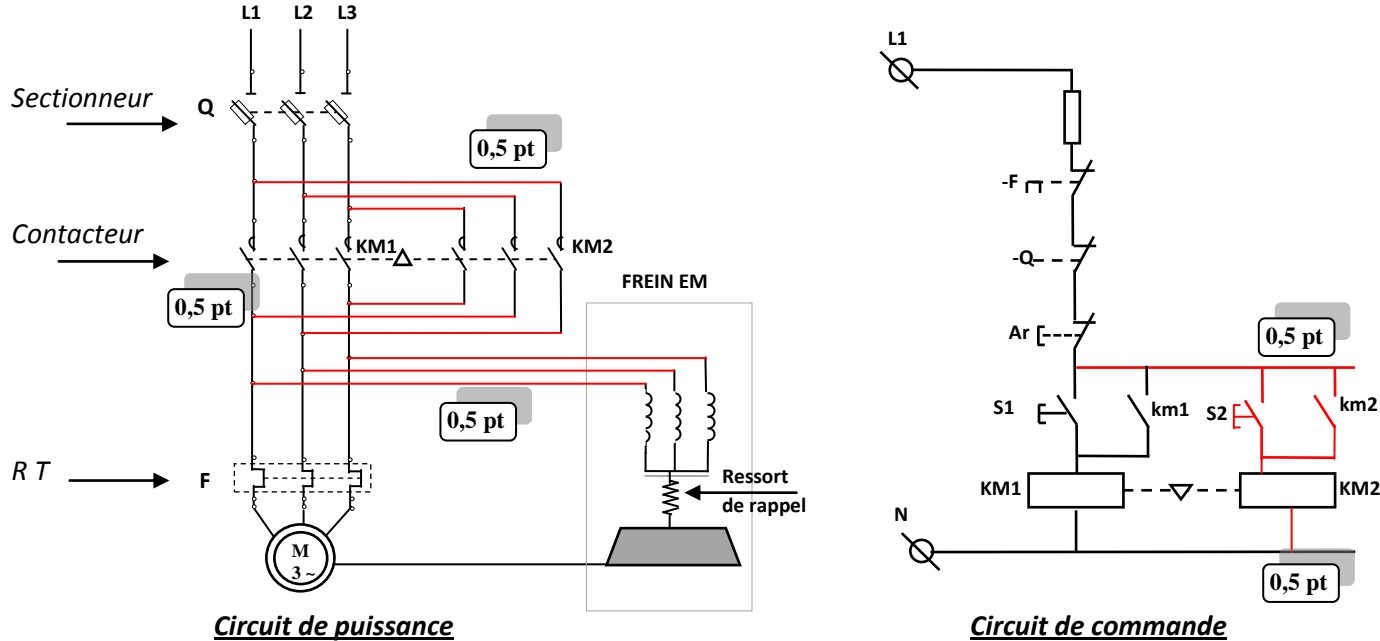 L1 L2 L3
Sectionneur
Q
0,5 pt
Contacteur
KM1
KM2
0,5 pt
FREIN EM
0,5 pt
R T
F
Ressort
de rappel
M
3 ~
Circuit de puissance
L1
-F
-Q
Ar
0,5 pt
S1
km1
S2
km2
KM1
KM2
N
0,5 pt
Circuit de commande